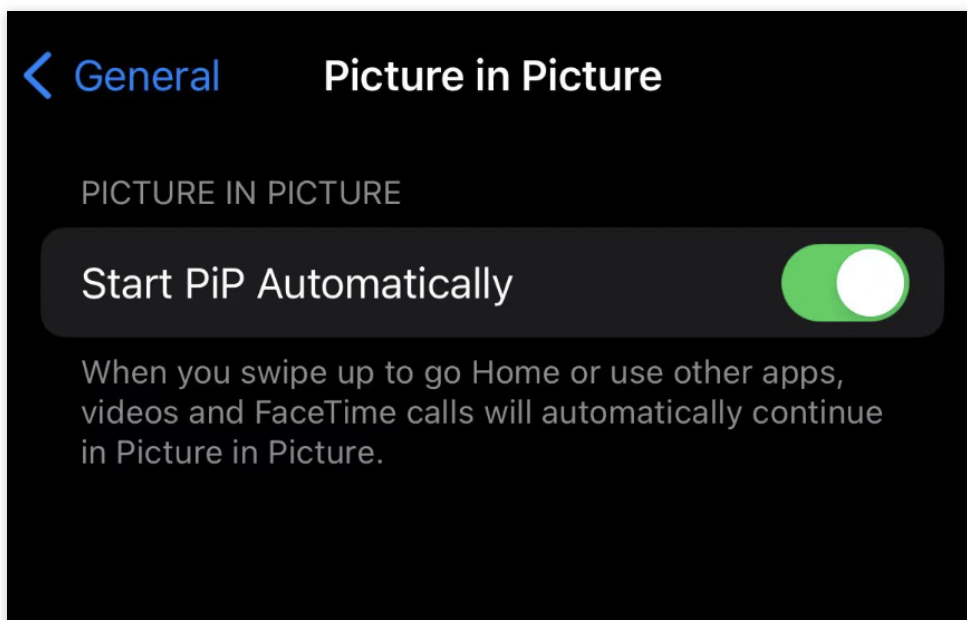 General
Picture in Picture
PICTURE IN PICTURE
Start PiP Automatically
When you swipe up to go Home or use other apps,
videos and FaceTime calls will automatically continue
in Picture in Picture.